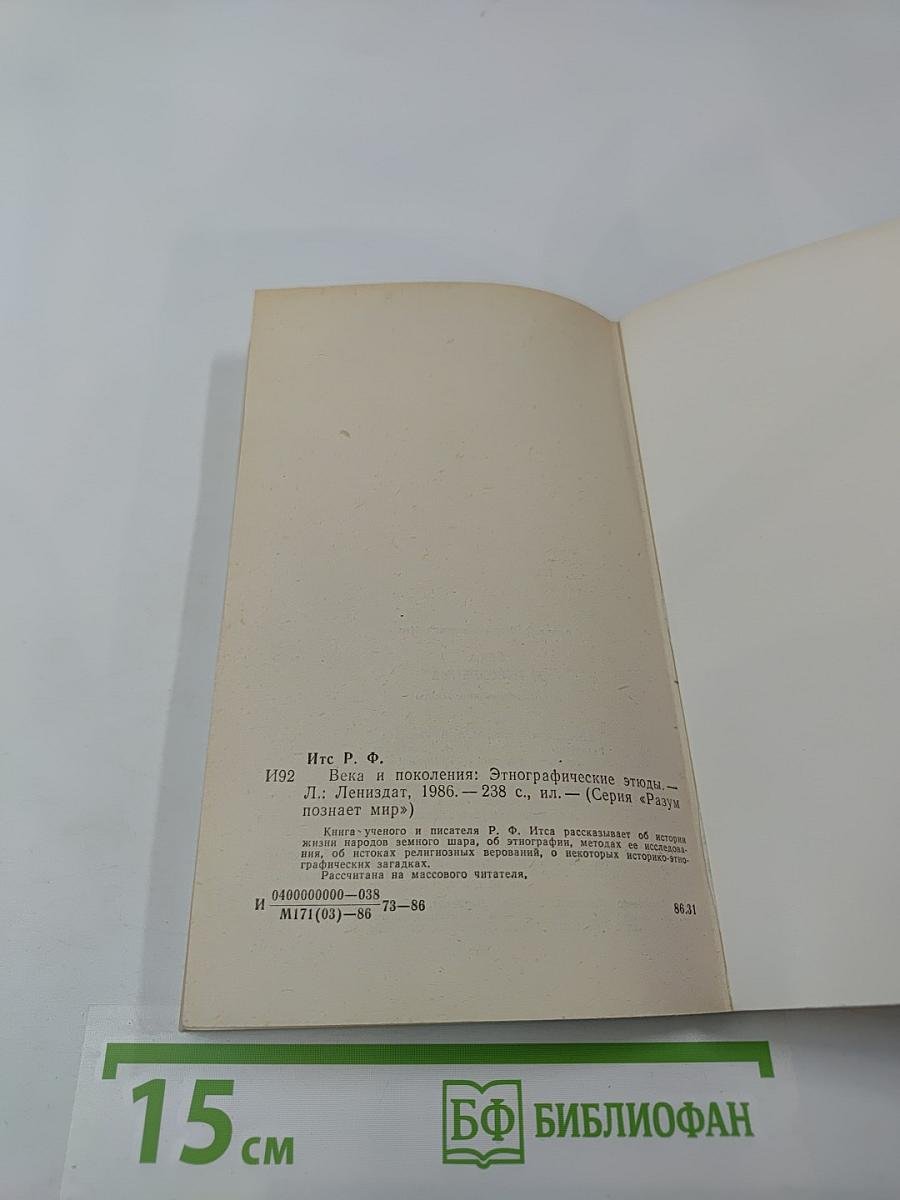 Итс Р. Ф.
И92 Века и поколения: Этнографические этюды.—
Л.: Лениздат, 1986.— 238 с., ил.— (Серия «Разум
познает мир»)
Книга ученого и писателя Р. Ф. Итса рассказывает об истории
жизни народов земного шара, об этнографии, методах ее исследова-
ния, об истоках религиозных верований, о некоторых историко-этно-
графических загадках.
Рассчитана на массового читателя.
И 0400000000—038
М171(03)—86 73—86
86.31
15 см
БФ БИБЛИОФАН